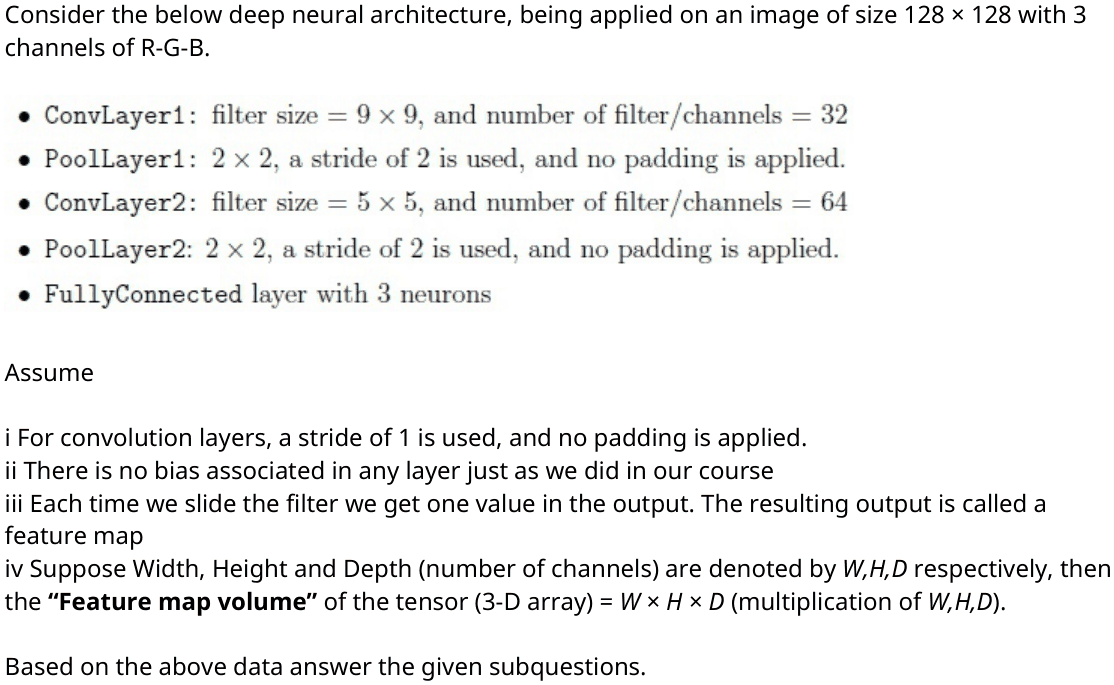 Consider the below deep neural architecture, being applied on an image of size 128 × 128 with 3
channels of R-G-B.
• ConvLayer1: filter size = 9 × 9, and number of filter/channels = 32
• PoolLayer1: 2 × 2, a stride of 2 is used, and no padding is applied.
• ConvLayer2: filter size = 5 × 5, and number of filter/channels = 64
• PoolLayer2: 2 × 2, a stride of 2 is used, and no padding is applied.
• FullyConnected layer with 3 neurons
Assume
i For convolution layers, a stride of 1 is used, and no padding is applied.
ii There is no bias associated in any layer just as we did in our course
iii Each time we slide the filter we get one value in the output. The resulting output is called a
feature map
iv Suppose Width, Height and Depth (number of channels) are denoted by W,H,D respectively, then
the “Feature map volume” of the tensor (3-D array) = W × H × D (multiplication of W,H,D).
Based on the above data answer the given subquestions.